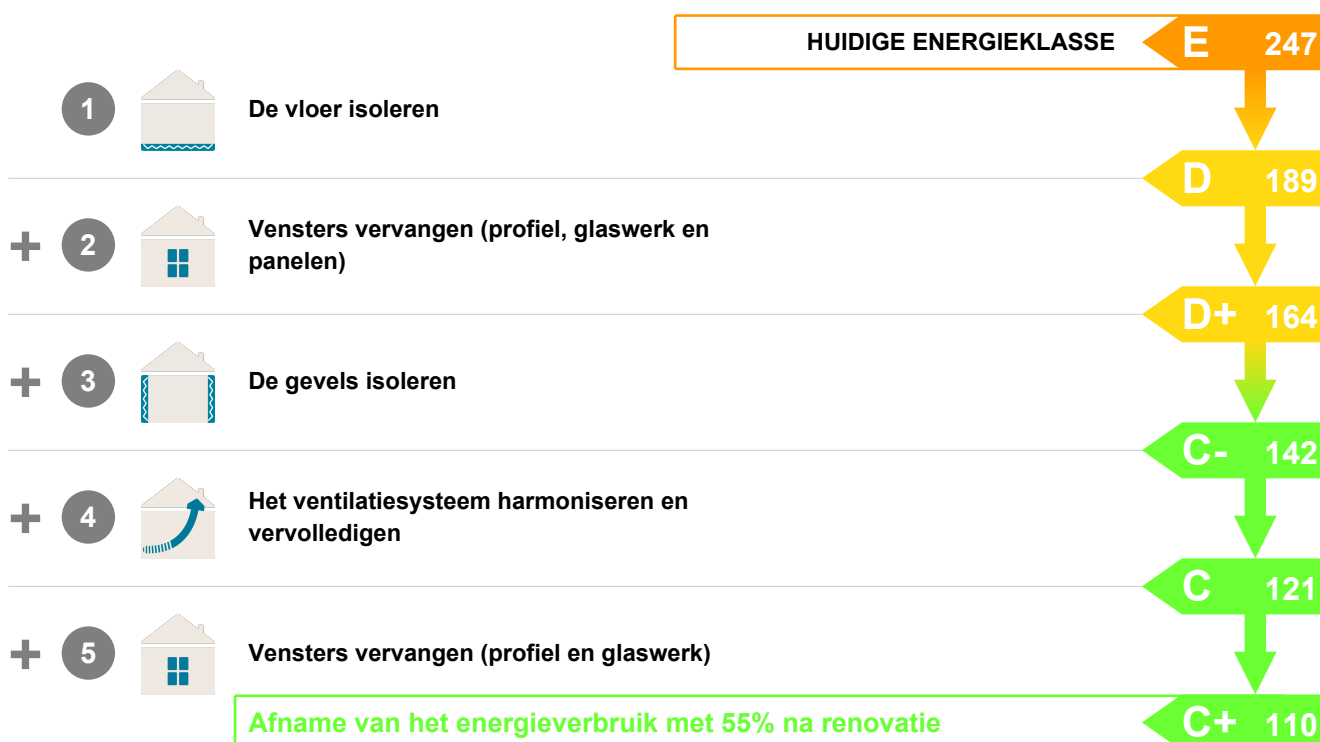 HUIDIGE ENERGIEKLASSE E 247
1 De vloer isoleren
D 189
+ 2 Vensters vervangen (profiel, glaswerk en
panelen)
D+ 164
+ 3 De gevels isoleren
C- 142
+ 4 Het ventilatiesysteem harmoniseren en
vervolledigen
C 121
+ 5 Vensters vervangen (profiel en glaswerk)
Afname van het energieverbruik met 55% na renovatie C+ 110